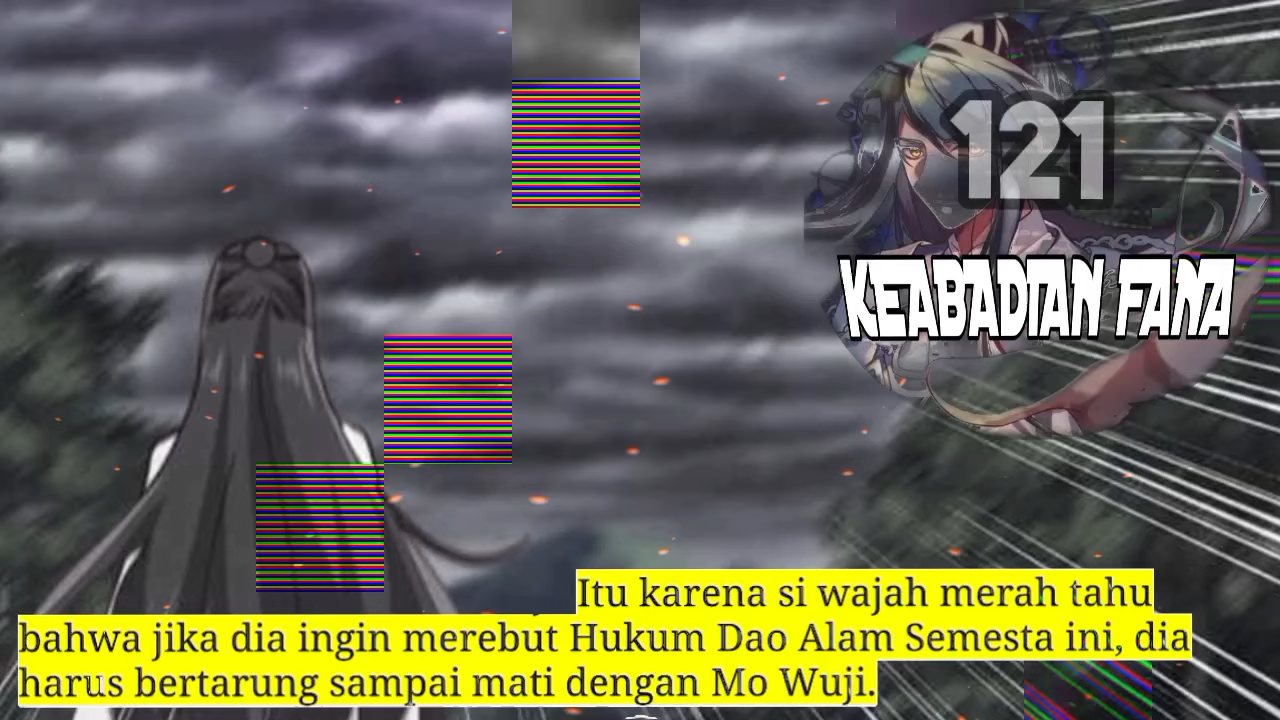 121
KEABADIAN FANA
Itu karena si wajah merah tahu
bahwa jika dia ingin merebut Hukum Dao Alam Semesta ini, dia
harus bertarung sampai mati dengan Mo Wuji.